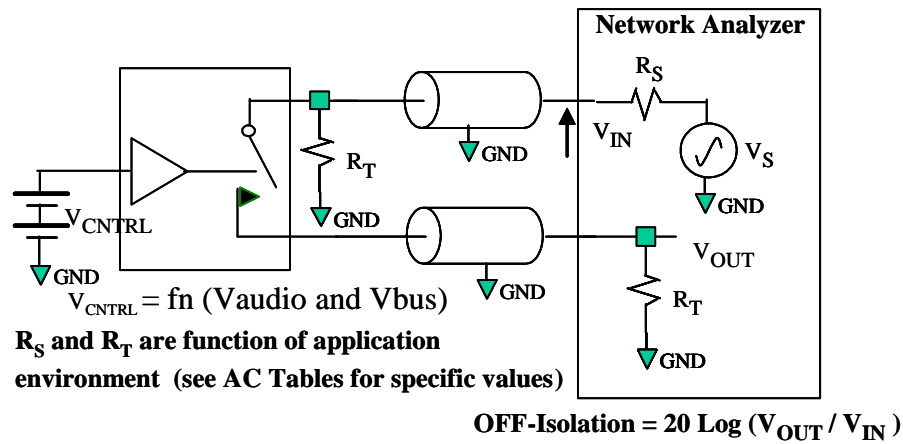 Network Analyzer
R_S
V_IN
V_S
GND
R_T
GND
GND
V_CNTRL
GND
GND
V_OUT
R_T
GND
V_CNTRL = fn (Vaudio and Vbus)
R_S and R_T are function of application
environment (see AC Tables for specific values)
OFF-Isolation = 20 Log (V_OUT / V_IN )